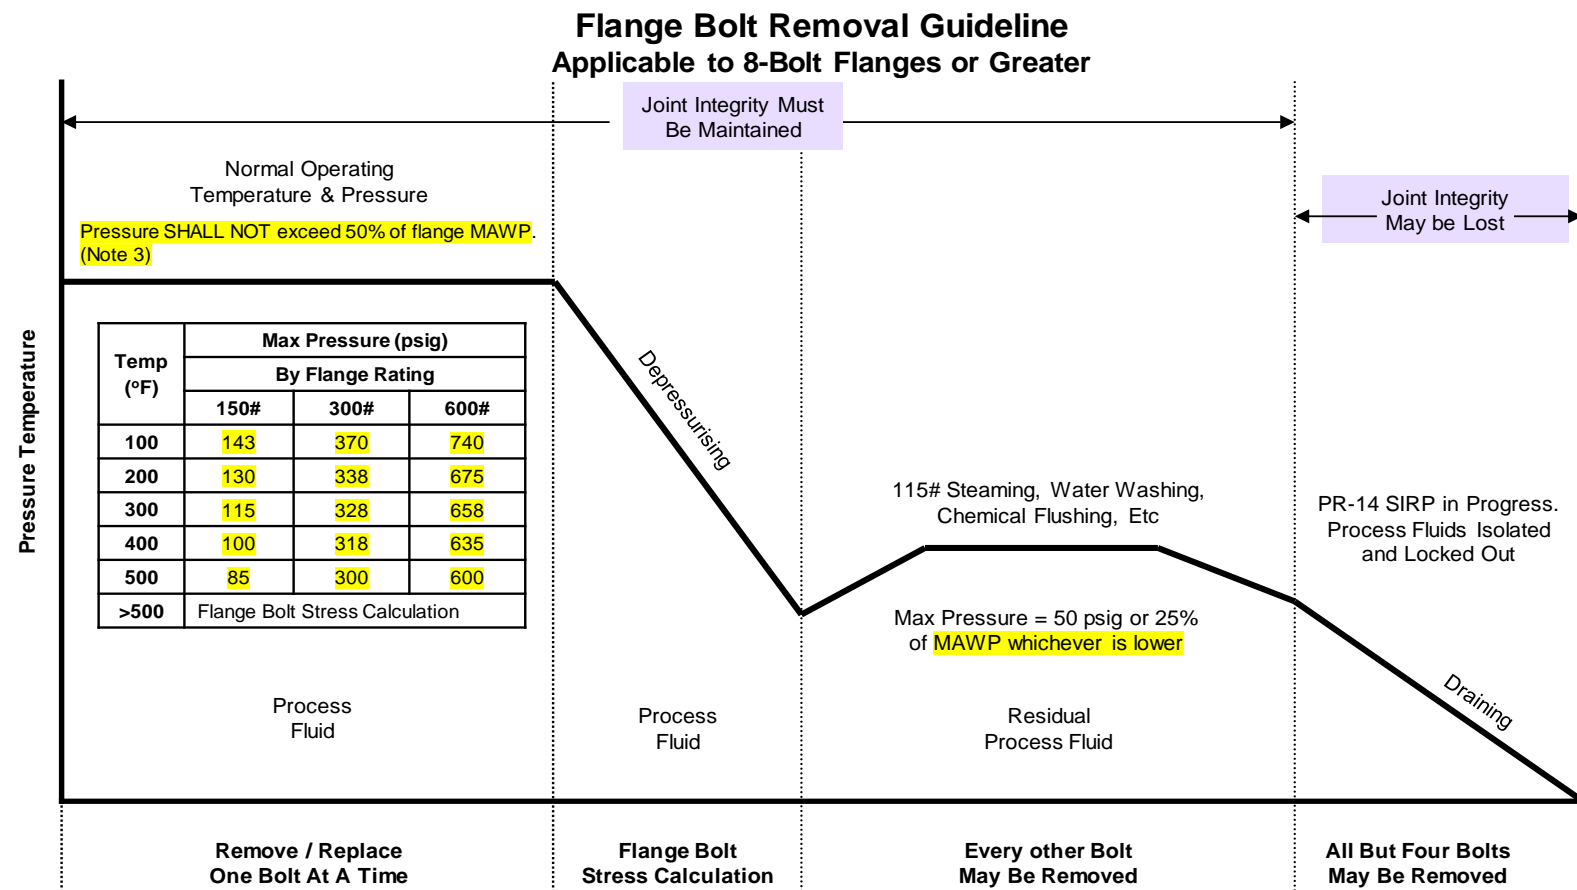 Flange Bolt Removal Guideline
Applicable to 8-Bolt Flanges or Greater
Joint Integrity Must
Be Maintained
Normal Operating
Temperature & Pressure
Pressure SHALL NOT exceed 50% of flange MAWP.
(Note 3)
Joint Integrity
May be Lost
Pressure Temperature
Temp
(°F)
Max Pressure (psig)
By Flange Rating
150# 300# 600#
100 143 370 740
200 130 338 675
300 115 328 658
400 100 318 635
500 85 300 600
>500 Flange Bolt Stress Calculation
Depressurising
115# Steaming, Water Washing,
Chemical Flushing, Etc
Max Pressure = 50 psig or 25%
of MAWP whichever is lower
PR-14 SIRP in Progress.
Process Fluids Isolated
and Locked Out
Draining
Process
Fluid
Process
Fluid
Residual
Process Fluid
Remove / Replace
One Bolt At A Time
Flange Bolt
Stress Calculation
Every other Bolt
May Be Removed
All But Four Bolts
May Be Removed